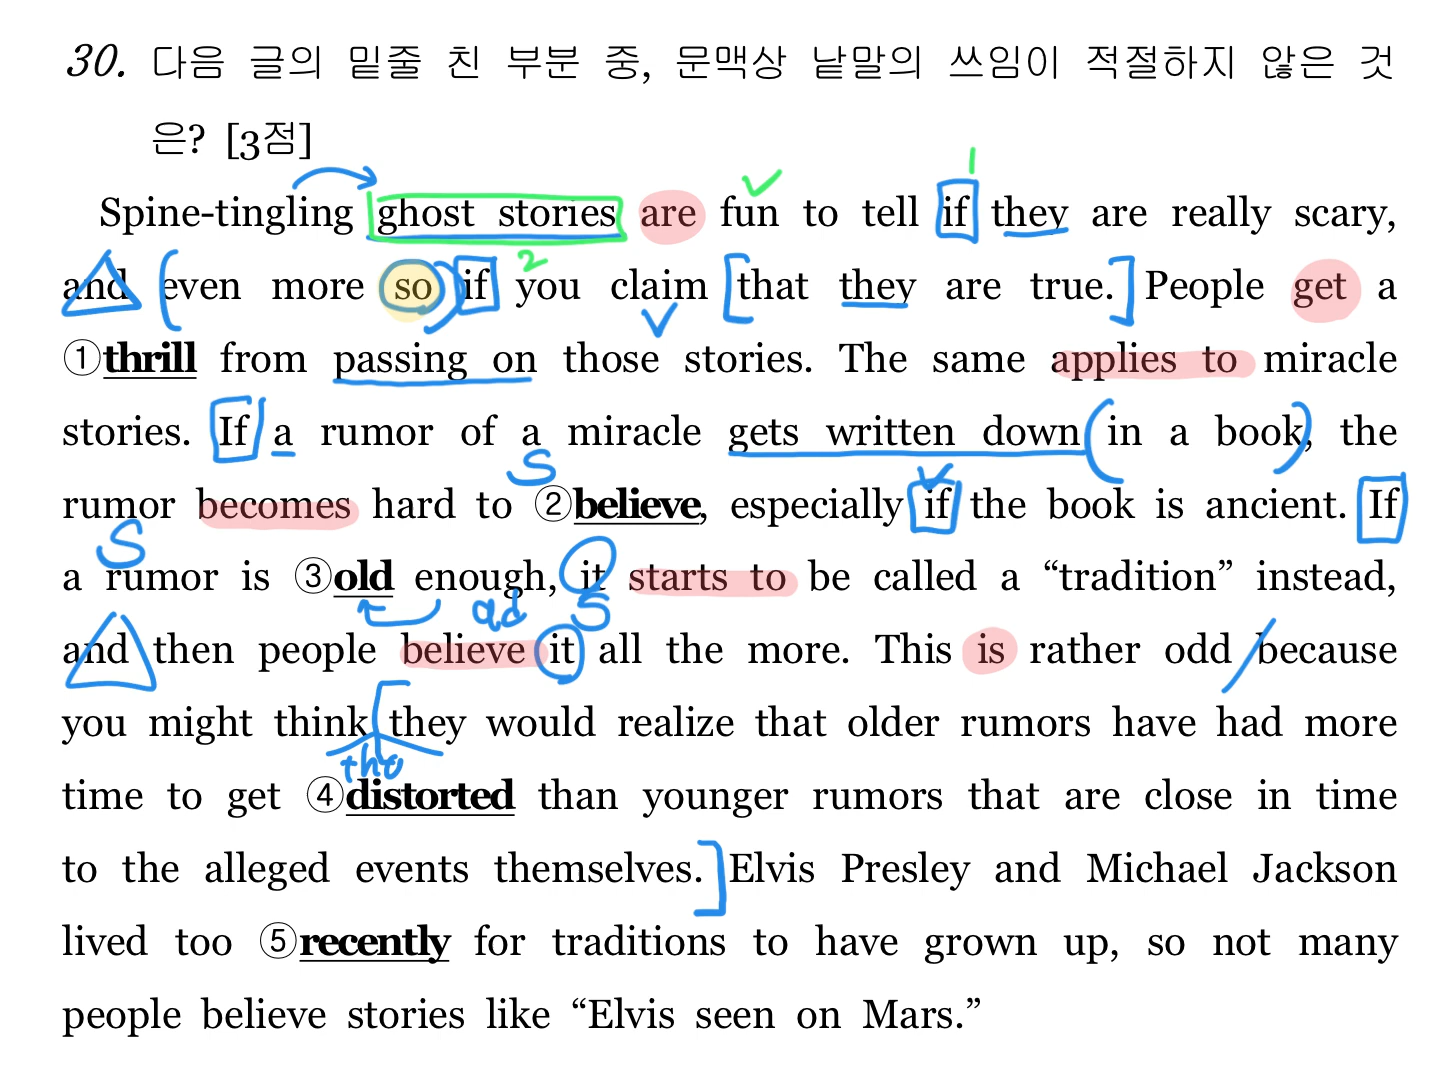 30. 다음 글의 밑줄 친 부분 중, 문맥상 낱말의 쓰임이 적절하지 않은 것
은? [3점]
1
Spine-tingling ghost stories are fun to tell if they are really scary,
2
and even more so if you claim that they are true. People get a
①thrill from passing on those stories. The same applies to miracle
stories. If a rumor of a miracle gets written down in a book, the
S
rumor becomes hard to ②believe, especially if the book is ancient. If
S
a rumor is ③old enough, it starts to be called a “tradition” instead,
ad S
and then people believe it all the more. This is rather odd because
you might think they would realize that older rumors have had more
tha
time to get ④distorted than younger rumors that are close in time
to the alleged events themselves. Elvis Presley and Michael Jackson
lived too ⑤recently for traditions to have grown up, so not many
people believe stories like “Elvis seen on Mars.”